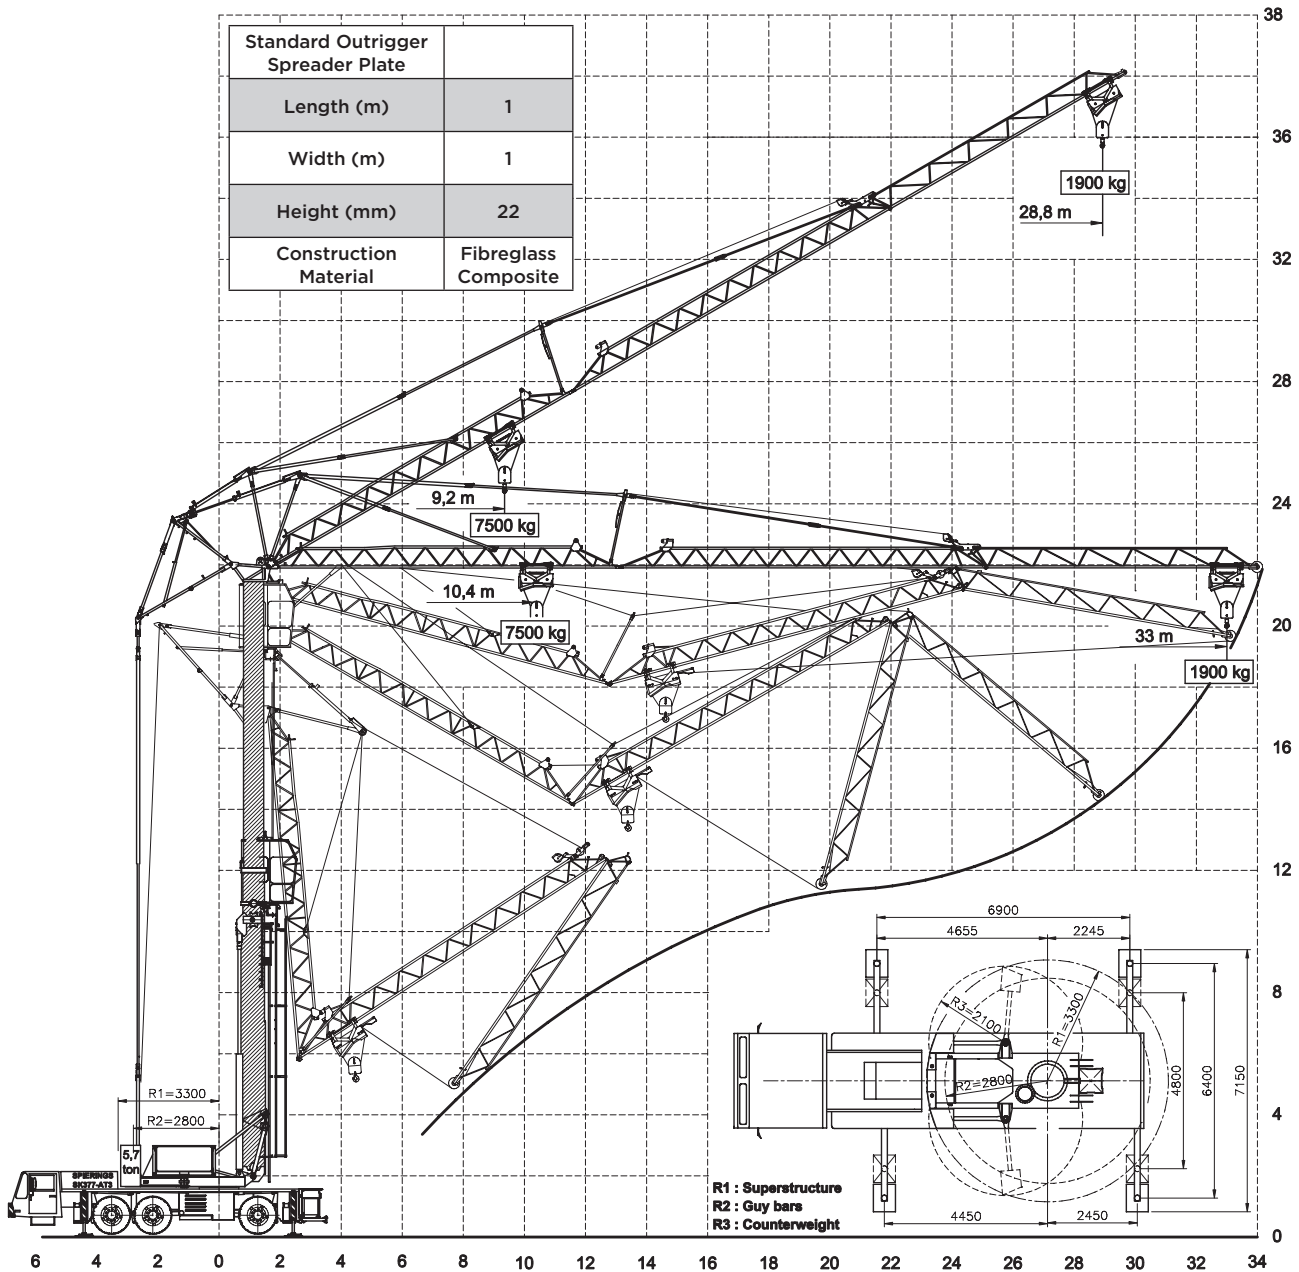 38
Standard Outrigger
Spreader Plate
Length (m) 1
Width (m) 1
Height (mm) 22
Construction
Material
Fibreglass
Composite
36
1900 kg
28,8 m
32
28
9,2 m
7500 kg
24
10,4 m
7500 kg
20
33 m
1900 kg
16
12
6900
4655 2245
8
R3=2100
R1=3300
R2=2800
4800
6400
7150
R1=3300
R2=2800
4
5,7
ton
SPIERINGS
SK377-AT3
R1 : Superstructure
R2 : Guy bars
R3 : Counterweight
4450 2450
0
6 4 2 0 2 4 6 8 10 12 14 16 18 20 22 24 26 28 30 32 34